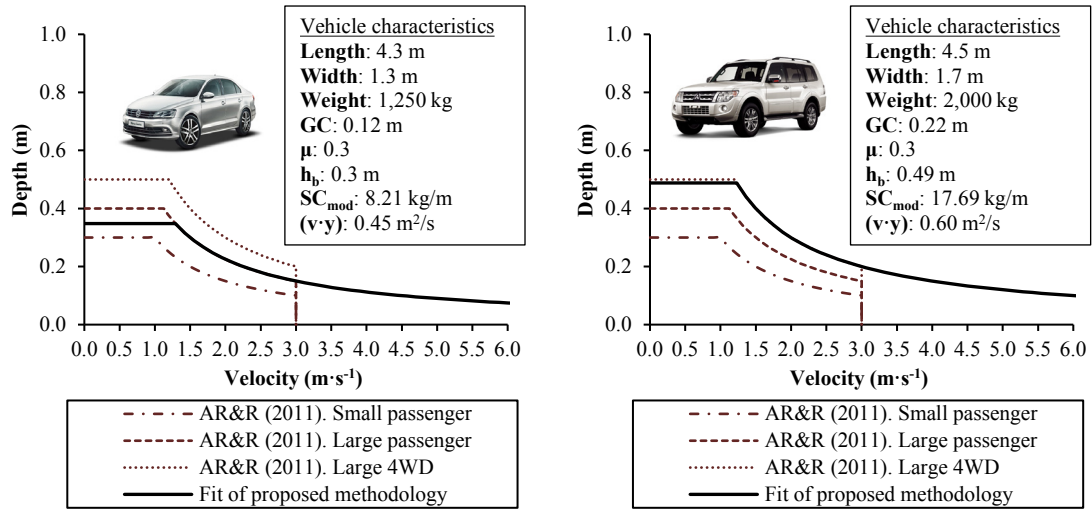 Vehicle characteristics
Length: 4.3 m
Width: 1.3 m
Weight: 1,250 kg
GC: 0.12 m
μ: 0.3
h_b: 0.3 m
SC_mod: 8.21 kg/m
(v·y): 0.45 m²/s
Depth (m)
1.0
0.8
0.6
0.4
0.2
0.0
0.0 0.5 1.0 1.5 2.0 2.5 3.0 3.5 4.0 4.5 5.0 5.5 6.0
Velocity (m·s⁻¹)
AR&R (2011). Small passenger
AR&R (2011). Large passenger
AR&R (2011). Large 4WD
Fit of proposed methodology
Vehicle characteristics
Length: 4.5 m
Width: 1.7 m
Weight: 2,000 kg
GC: 0.22 m
μ: 0.3
h_b: 0.49 m
SC_mod: 17.69 kg/m
(v·y): 0.60 m²/s
Depth (m)
1.0
0.8
0.6
0.4
0.2
0.0
0.0 0.5 1.0 1.5 2.0 2.5 3.0 3.5 4.0 4.5 5.0 5.5 6.0
Velocity (m·s⁻¹)
AR&R (2011). Small passenger
AR&R (2011). Large passenger
AR&R (2011). Large 4WD
Fit of proposed methodology